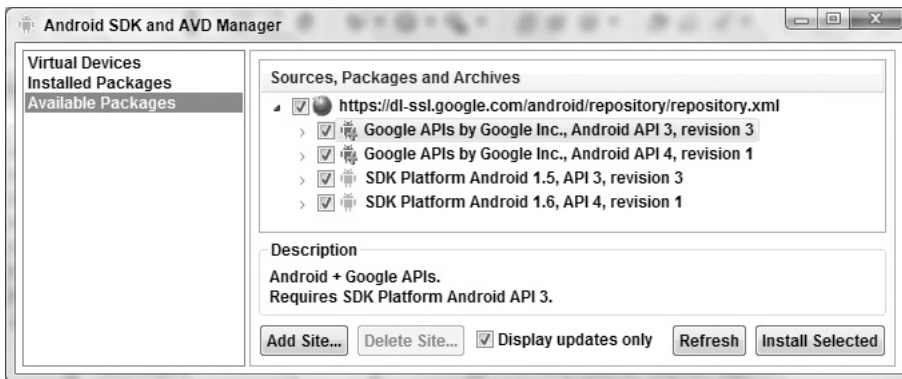 Android SDK and AVD Manager
Virtual Devices
Installed Packages
Available Packages
Sources, Packages and Archives
https://dl-ssl.google.com/android/repository/repository.xml
Google APIs by Google Inc., Android API 3, revision 3
Google APIs by Google Inc., Android API 4, revision 1
SDK Platform Android 1.5, API 3, revision 3
SDK Platform Android 1.6, API 4, revision 1
Description
Android + Google APIs.
Requires SDK Platform Android API 3.
Add Site... Delete Site... Display updates only Refresh Install Selected